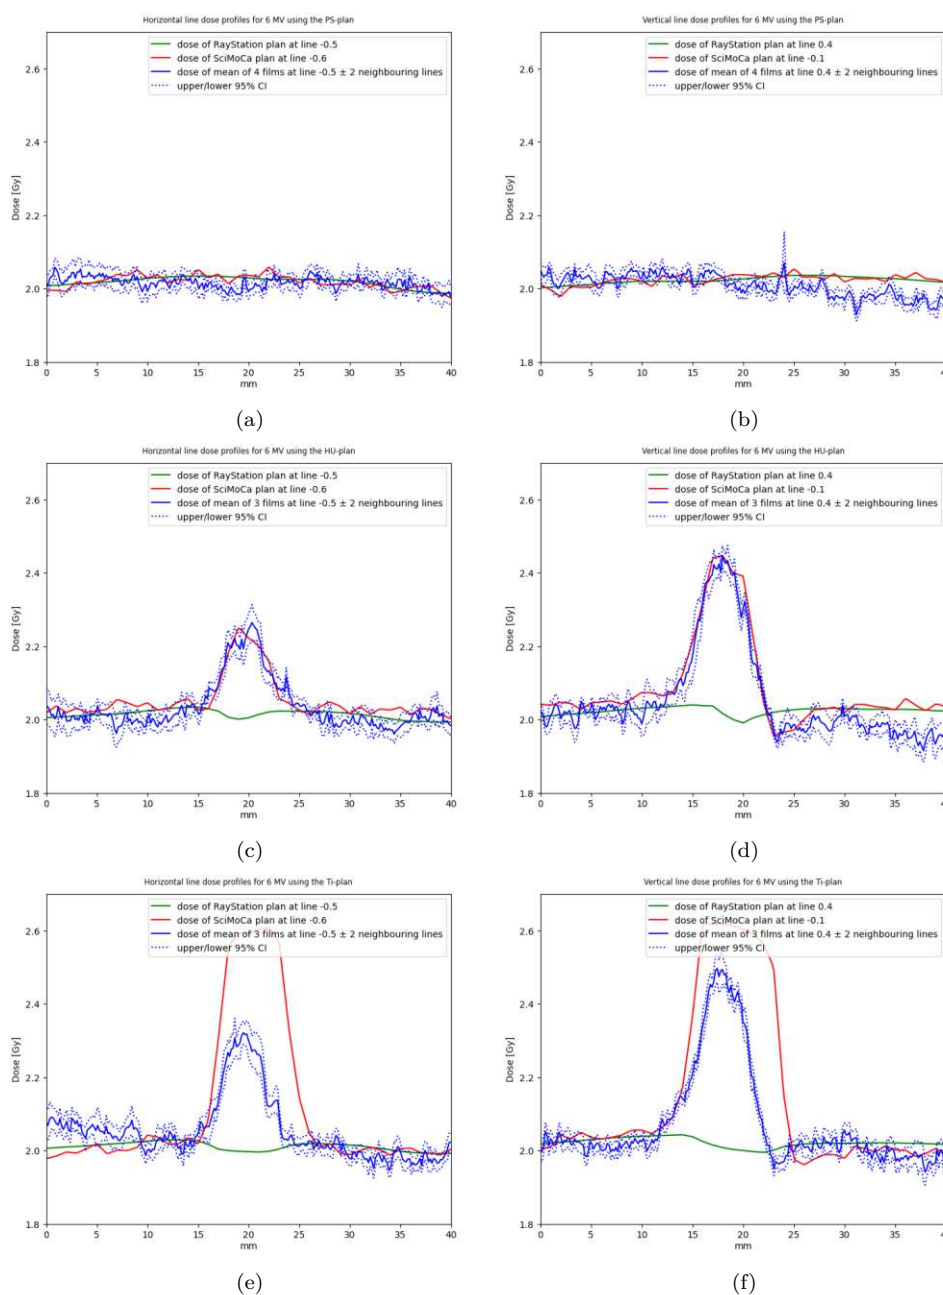 Horizontal line dose profiles for 6 MV using the PS-plan
dose of RayStation plan at line -0.5
dose of SciMoCa plan at line -0.6
dose of mean of 4 films at line -0.5 ± 2 neighbouring lines
upper/lower 95% CI
Dose [Gy]
2.6
2.4
2.2
2.0
1.8
0 5 10 15 20 25 30 35 40
mm
(a)
Vertical line dose profiles for 6 MV using the PS-plan
dose of RayStation plan at line 0.4
dose of SciMoCa plan at line -0.1
dose of mean of 4 films at line 0.4 ± 2 neighbouring lines
upper/lower 95% CI
Dose [Gy]
2.6
2.4
2.2
2.0
1.8
0 5 10 15 20 25 30 35 40
mm
(b)
Horizontal line dose profiles for 6 MV using the HU-plan
dose of RayStation plan at line -0.5
dose of SciMoCa plan at line -0.6
dose of mean of 3 films at line -0.5 ± 2 neighbouring lines
upper/lower 95% CI
Dose [Gy]
2.6
2.4
2.2
2.0
1.8
0 5 10 15 20 25 30 35 40
mm
(c)
Vertical line dose profiles for 6 MV using the HU-plan
dose of RayStation plan at line 0.4
dose of SciMoCa plan at line -0.1
dose of mean of 3 films at line 0.4 ± 2 neighbouring lines
upper/lower 95% CI
Dose [Gy]
2.6
2.4
2.2
2.0
1.8
0 5 10 15 20 25 30 35 40
mm
(d)
Horizontal line dose profiles for 6 MV using the Ti-plan
dose of RayStation plan at line -0.5
dose of SciMoCa plan at line -0.6
dose of mean of 3 films at line -0.5 ± 2 neighbouring lines
upper/lower 95% CI
Dose [Gy]
2.6
2.4
2.2
2.0
1.8
0 5 10 15 20 25 30 35 40
mm
(e)
Vertical line dose profiles for 6 MV using the Ti-plan
dose of RayStation plan at line 0.4
dose of SciMoCa plan at line -0.1
dose of mean of 3 films at line 0.4 ± 2 neighbouring lines
upper/lower 95% CI
Dose [Gy]
2.6
2.4
2.2
2.0
1.8
0 5 10 15 20 25 30 35 40
mm
(f)